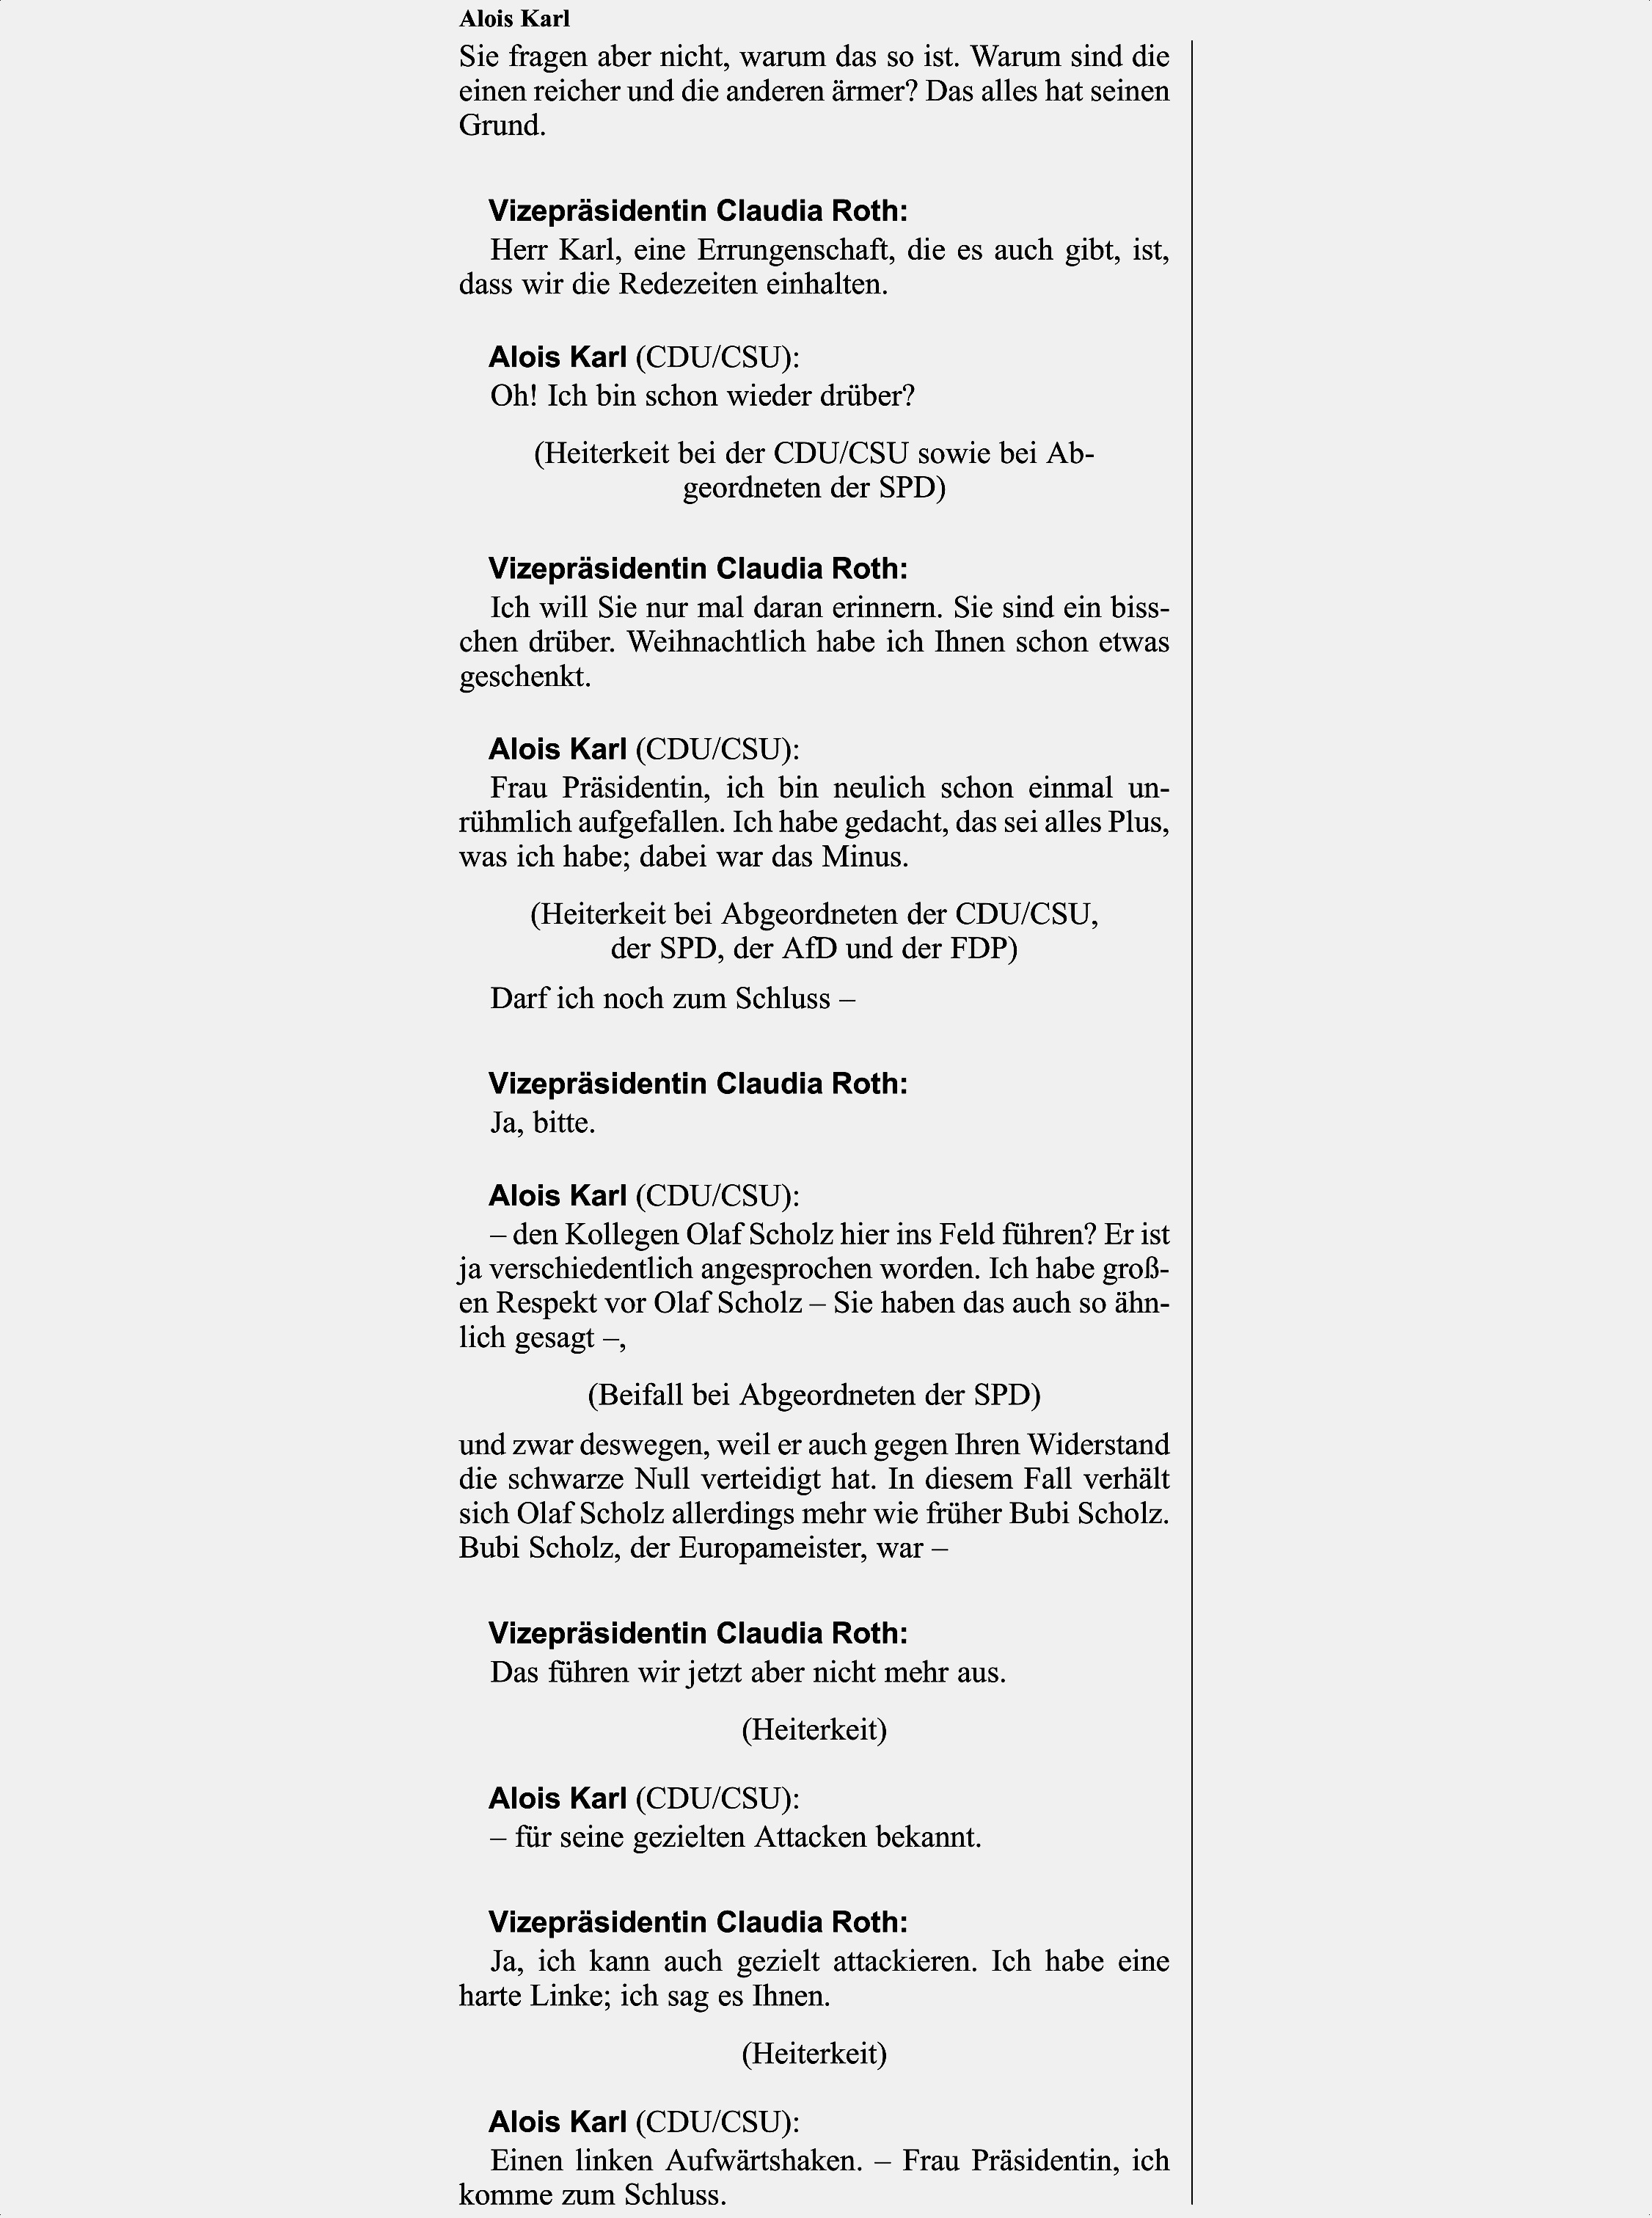 Alois Karl
Sie fragen aber nicht, warum das so ist. Warum sind die
einen reicher und die anderen ärmer? Das alles hat seinen
Grund.
Vizepräsidentin Claudia Roth:
Herr Karl, eine Errungenschaft, die es auch gibt, ist,
dass wir die Redezeiten einhalten.
Alois Karl (CDU/CSU):
Oh! Ich bin schon wieder drüber?
(Heiterkeit bei der CDU/CSU sowie bei Ab-
geordneten der SPD)
Vizepräsidentin Claudia Roth:
Ich will Sie nur mal daran erinnern. Sie sind ein biss-
chen drüber. Weihnachtlich habe ich Ihnen schon etwas
geschenkt.
Alois Karl (CDU/CSU):
Frau Präsidentin, ich bin neulich schon einmal un-
rühmlich aufgefallen. Ich habe gedacht, das sei alles Plus,
was ich habe; dabei war das Minus.
(Heiterkeit bei Abgeordneten der CDU/CSU,
der SPD, der AfD und der FDP)
Darf ich noch zum Schluss –
Vizepräsidentin Claudia Roth:
Ja, bitte.
Alois Karl (CDU/CSU):
– den Kollegen Olaf Scholz hier ins Feld führen? Er ist
ja verschiedentlich angesprochen worden. Ich habe groß-
en Respekt vor Olaf Scholz – Sie haben das auch so ähn-
lich gesagt –,
(Beifall bei Abgeordneten der SPD)
und zwar deswegen, weil er auch gegen Ihren Widerstand
die schwarze Null verteidigt hat. In diesem Fall verhält
sich Olaf Scholz allerdings mehr wie früher Bubi Scholz.
Bubi Scholz, der Europameister, war –
Vizepräsidentin Claudia Roth:
Das führen wir jetzt aber nicht mehr aus.
(Heiterkeit)
Alois Karl (CDU/CSU):
– für seine gezielten Attacken bekannt.
Vizepräsidentin Claudia Roth:
Ja, ich kann auch gezielt attackieren. Ich habe eine
harte Linke; ich sag es Ihnen.
(Heiterkeit)
Alois Karl (CDU/CSU):
Einen linken Aufwärtshaken. – Frau Präsidentin, ich
komme zum Schluss.